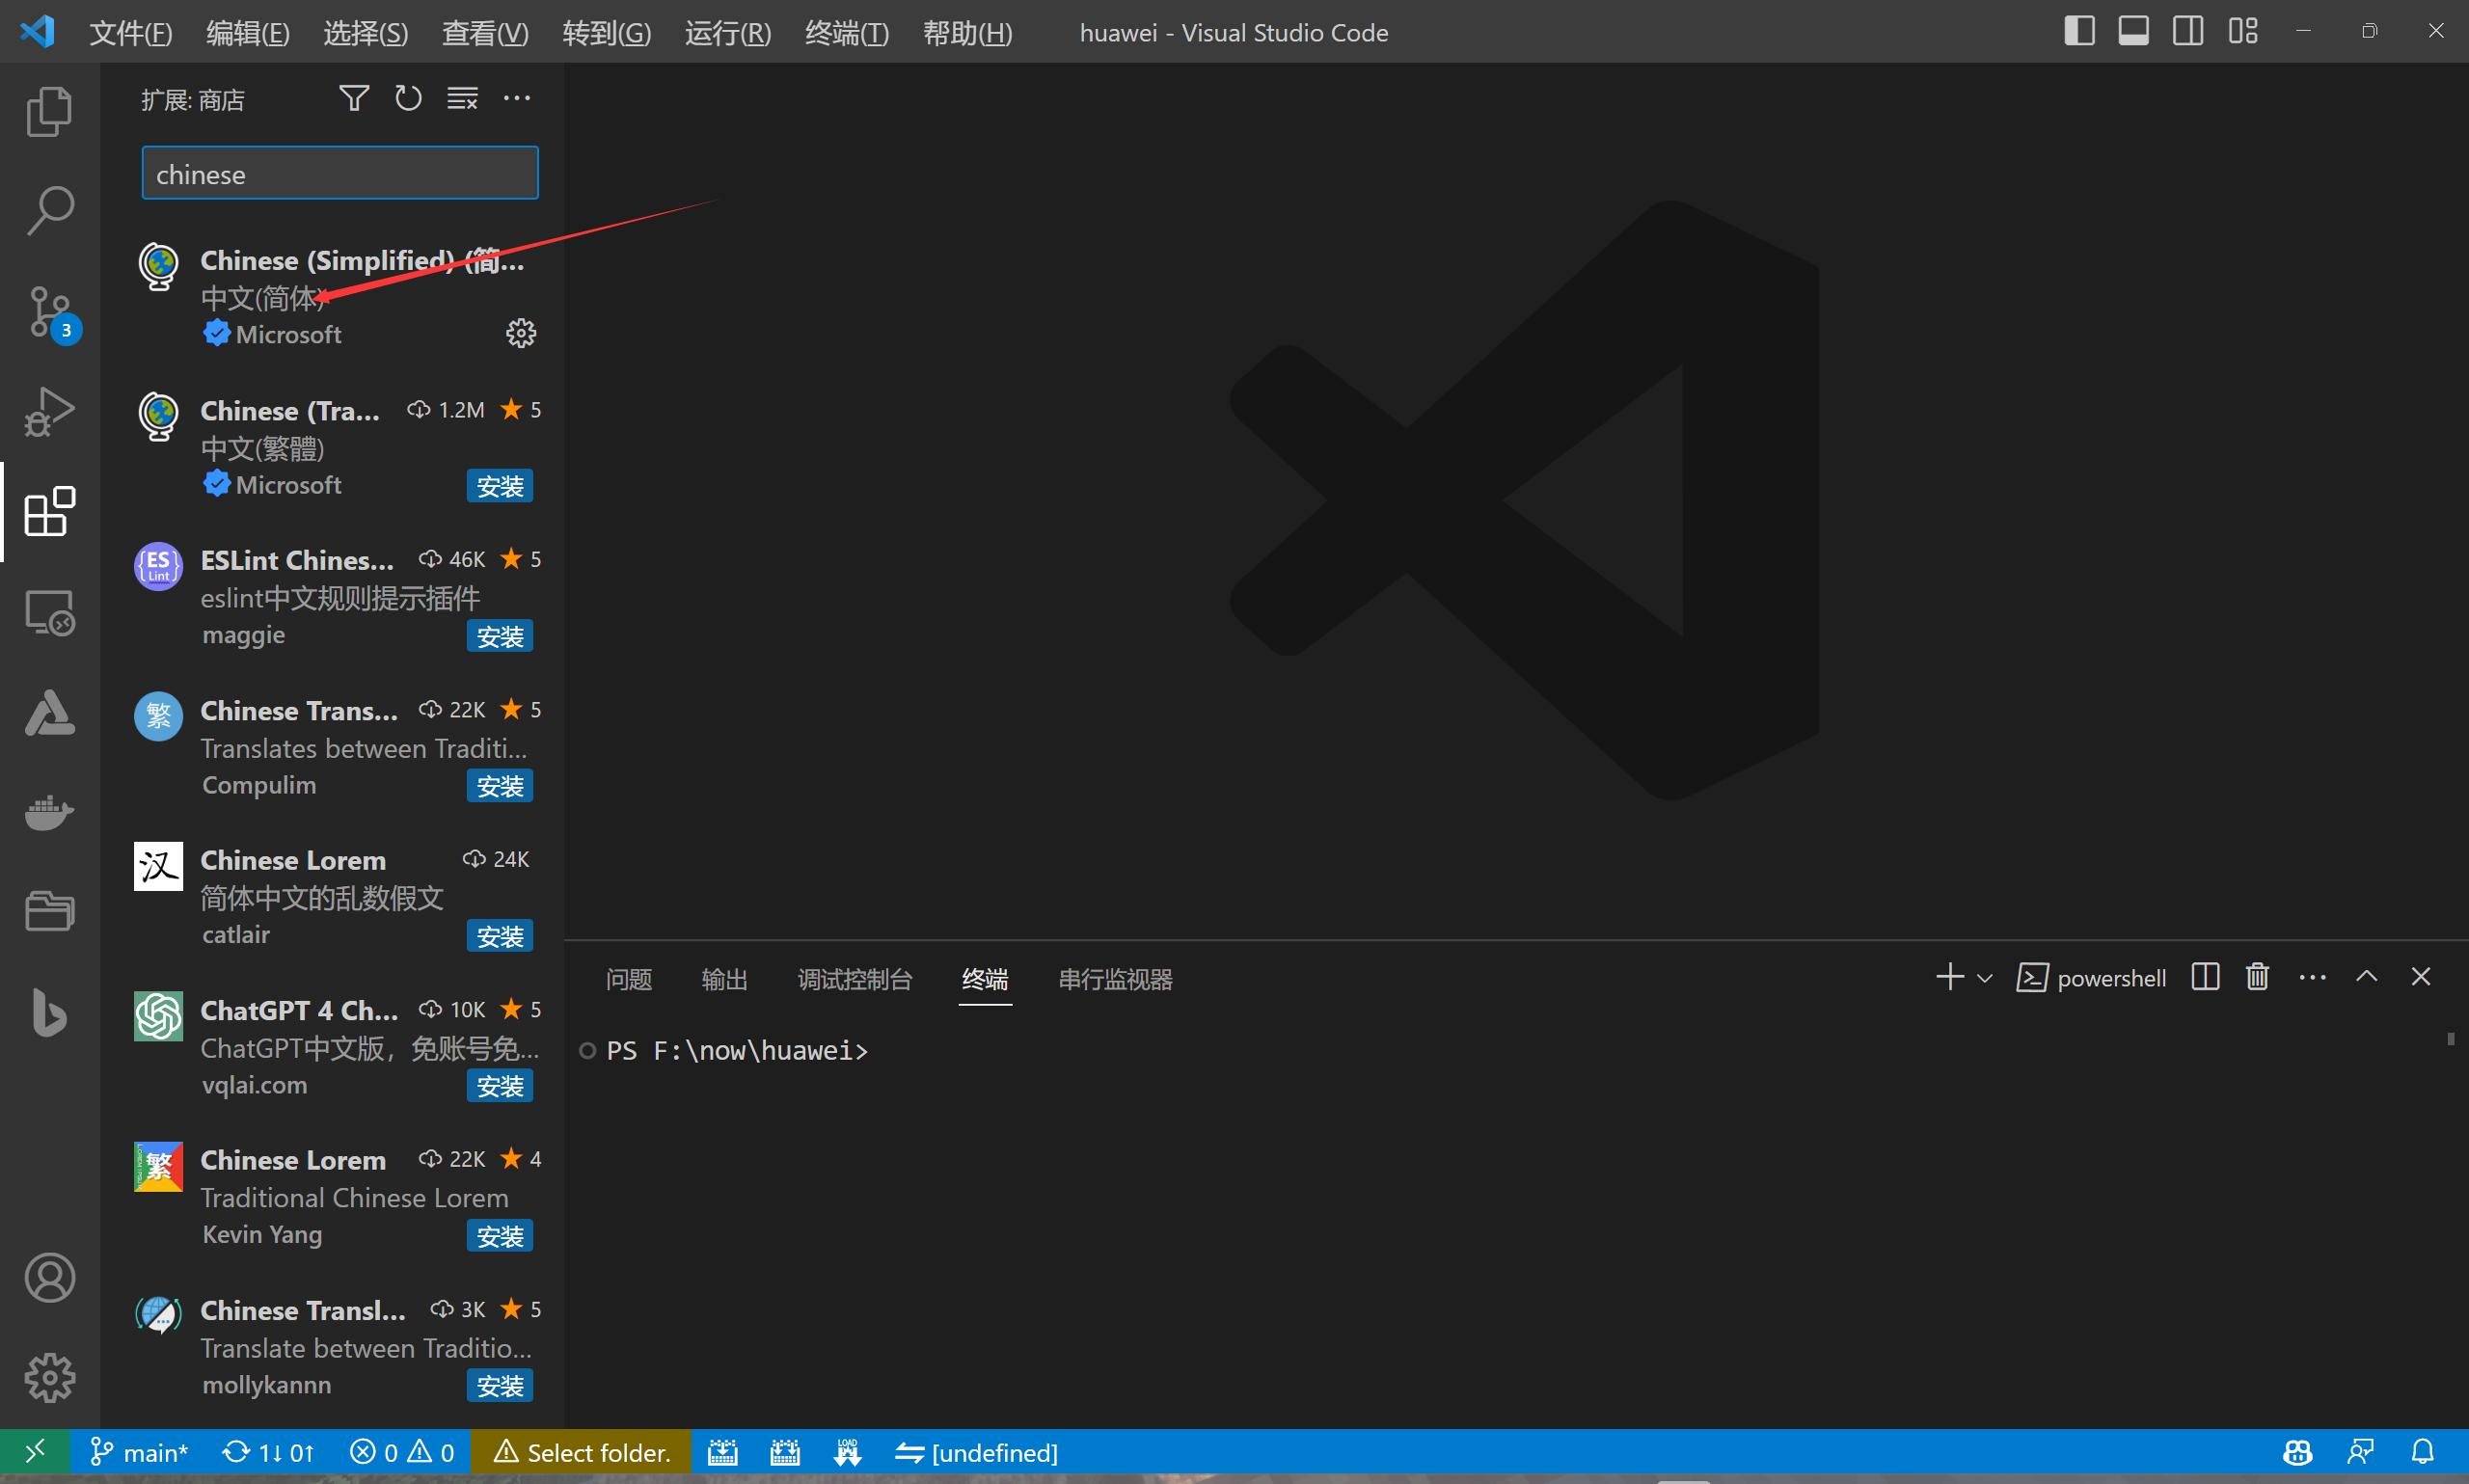 文件(F) 编辑(E) 选择(S) 查看(V) 转到(G) 运行(R) 终端(T) 帮助(H) huawei - Visual Studio Code
扩展: 商店
chinese
3
Chinese (Simplified) (简...
中文(简体)
Microsoft
Chinese (Tra... 1.2M 5
中文(繁體)
Microsoft 安装
ES
Lint
ESLint Chines... 46K 5
eslint中文规则提示插件
maggie 安装
繁
Chinese Trans... 22K 5
Translates between Traditi...
Compulim 安装
汉
Chinese Lorem 24K
简体中文的乱数假文
catlair 安装
ChatGPT 4 Ch... 10K 5
ChatGPT中文版，免账号免...
vqlai.com 安装
繁
Chinese Lorem 22K 4
Traditional Chinese Lorem
Kevin Yang 安装
Chinese Transl... 3K 5
Translate between Traditio...
mollykannn 安装
问题 输出 调试控制台 终端 串行监视器 powershell
PS F:\now\huawei>
main* 1↓ 0↑ 0 0 Select folder. LOAD [undefined]